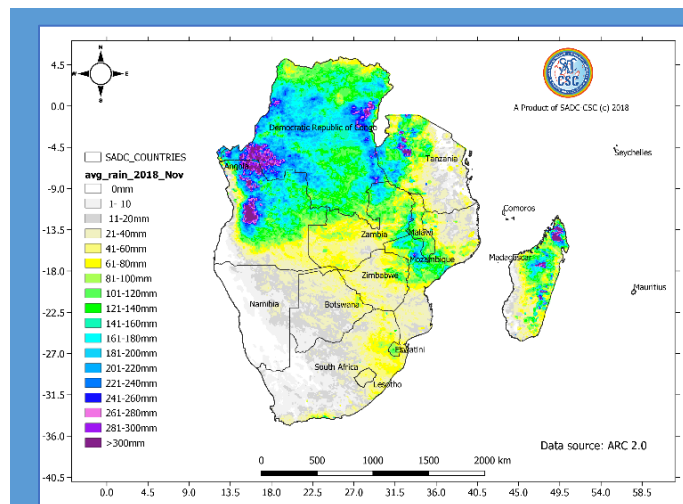 4.5
0.0
-4.5
-9.0
-13.5
-18.0
-22.5
-27.0
-31.5
-36.0
-40.5
SADC
CSC
A Product of SADC CSC (c) 2018
Democratic Republic of Congo
Tanzania
Seychelles
Angola
Comoros
Zambia
Malawi
Mozambique
Madagascar
Mauritius
Zimbabwe
Namibia
Botswana
Eswatini
South Africa
Lesotho
SADC_COUNTRIES
avg_rain_2018_Nov
0mm
1- 10
11-20mm
21-40mm
41-60mm
61-80mm
81-100mm
101-120mm
121-140mm
141-160mm
161-180mm
181-200mm
201-220mm
221-240mm
241-260mm
261-280mm
281-300mm
>300mm
Data source: ARC 2.0
0 500 1000 1500 2000 km
0.0 4.5 9.0 13.5 18.0 22.5 27.0 31.5 36.0 40.5 45.0 49.5 54.0 58.5